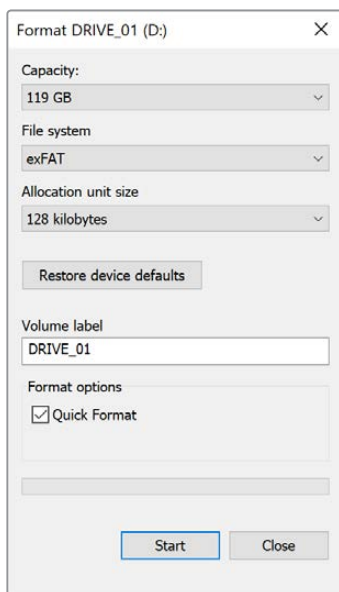 Format DRIVE_01 (D:)
Capacity:
119 GB
File system
exFAT
Allocation unit size
128 kilobytes
Restore device defaults
Volume label
DRIVE_01
Format options
Quick Format
Start Close